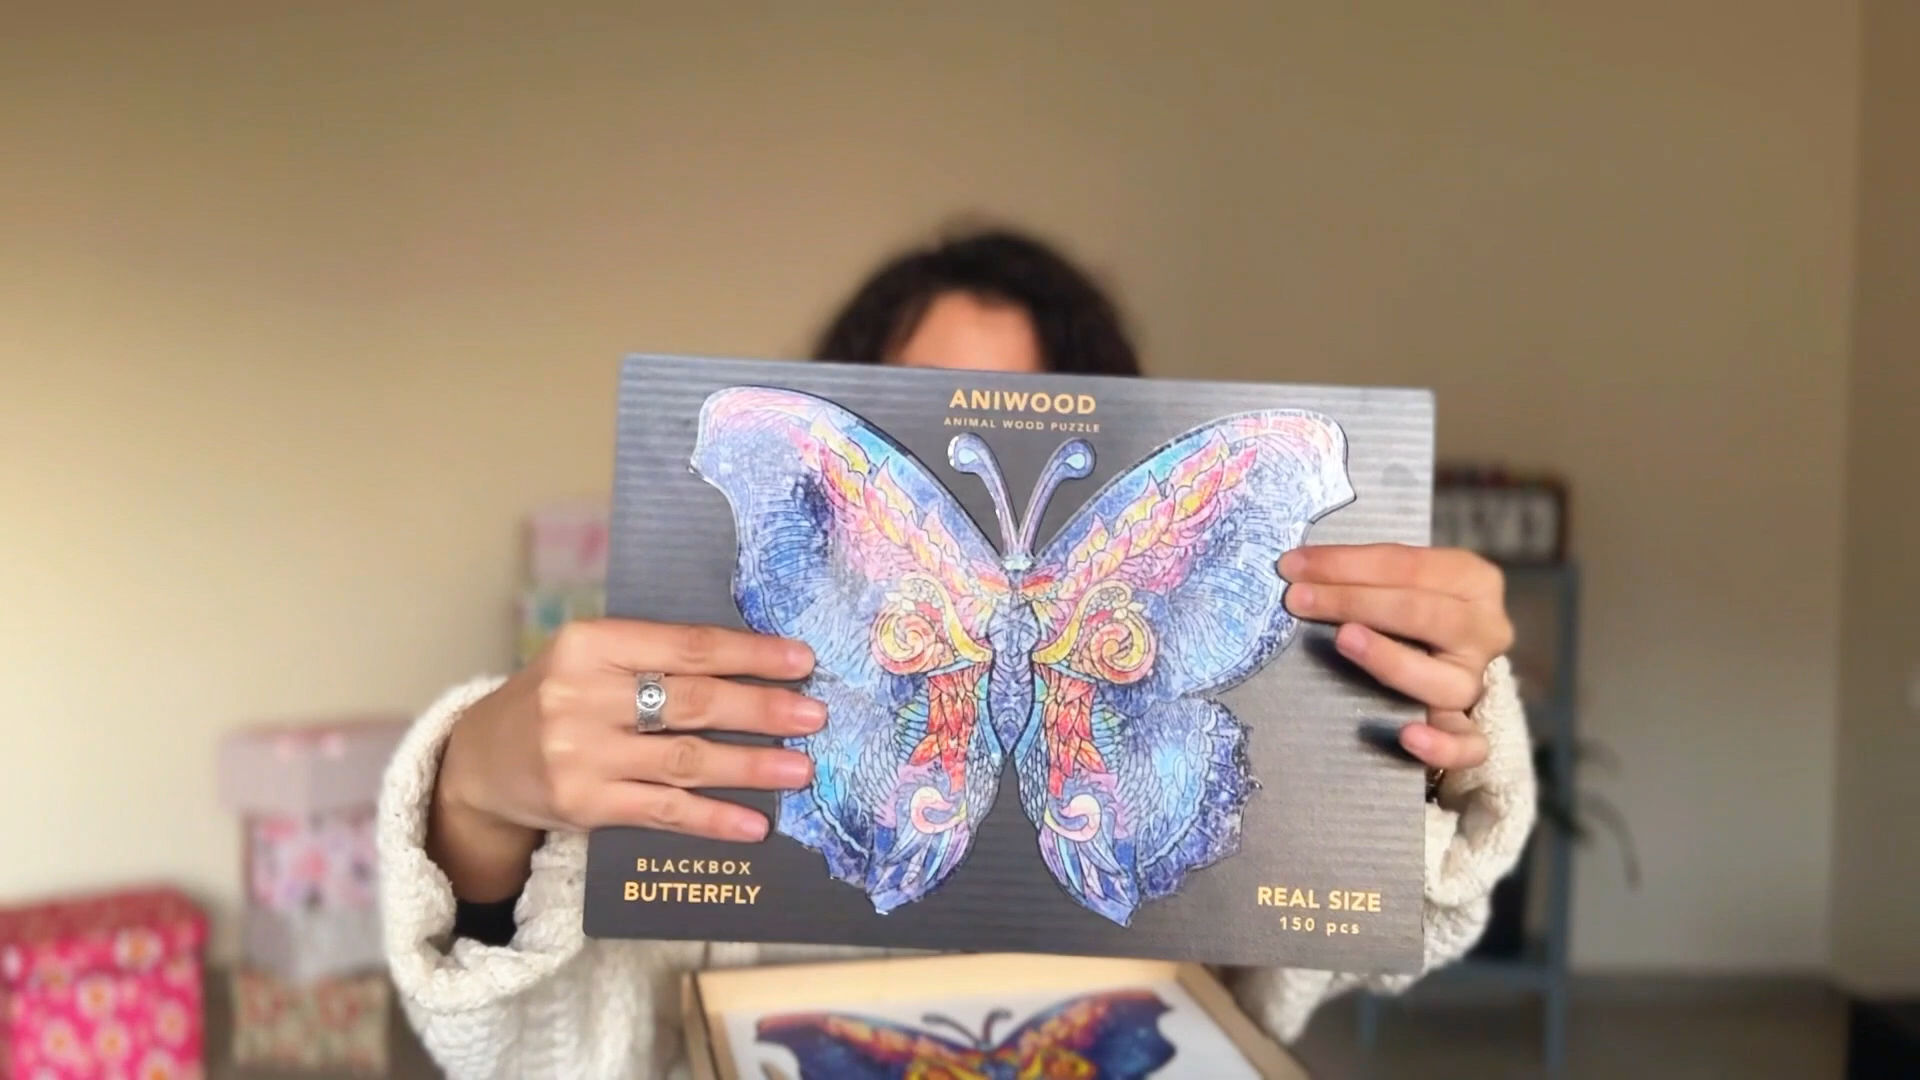 ANIWOOD
ANIMAL WOOD PUZZLE
BLACKBOX
BUTTERFLY
REAL SIZE
150 pcs